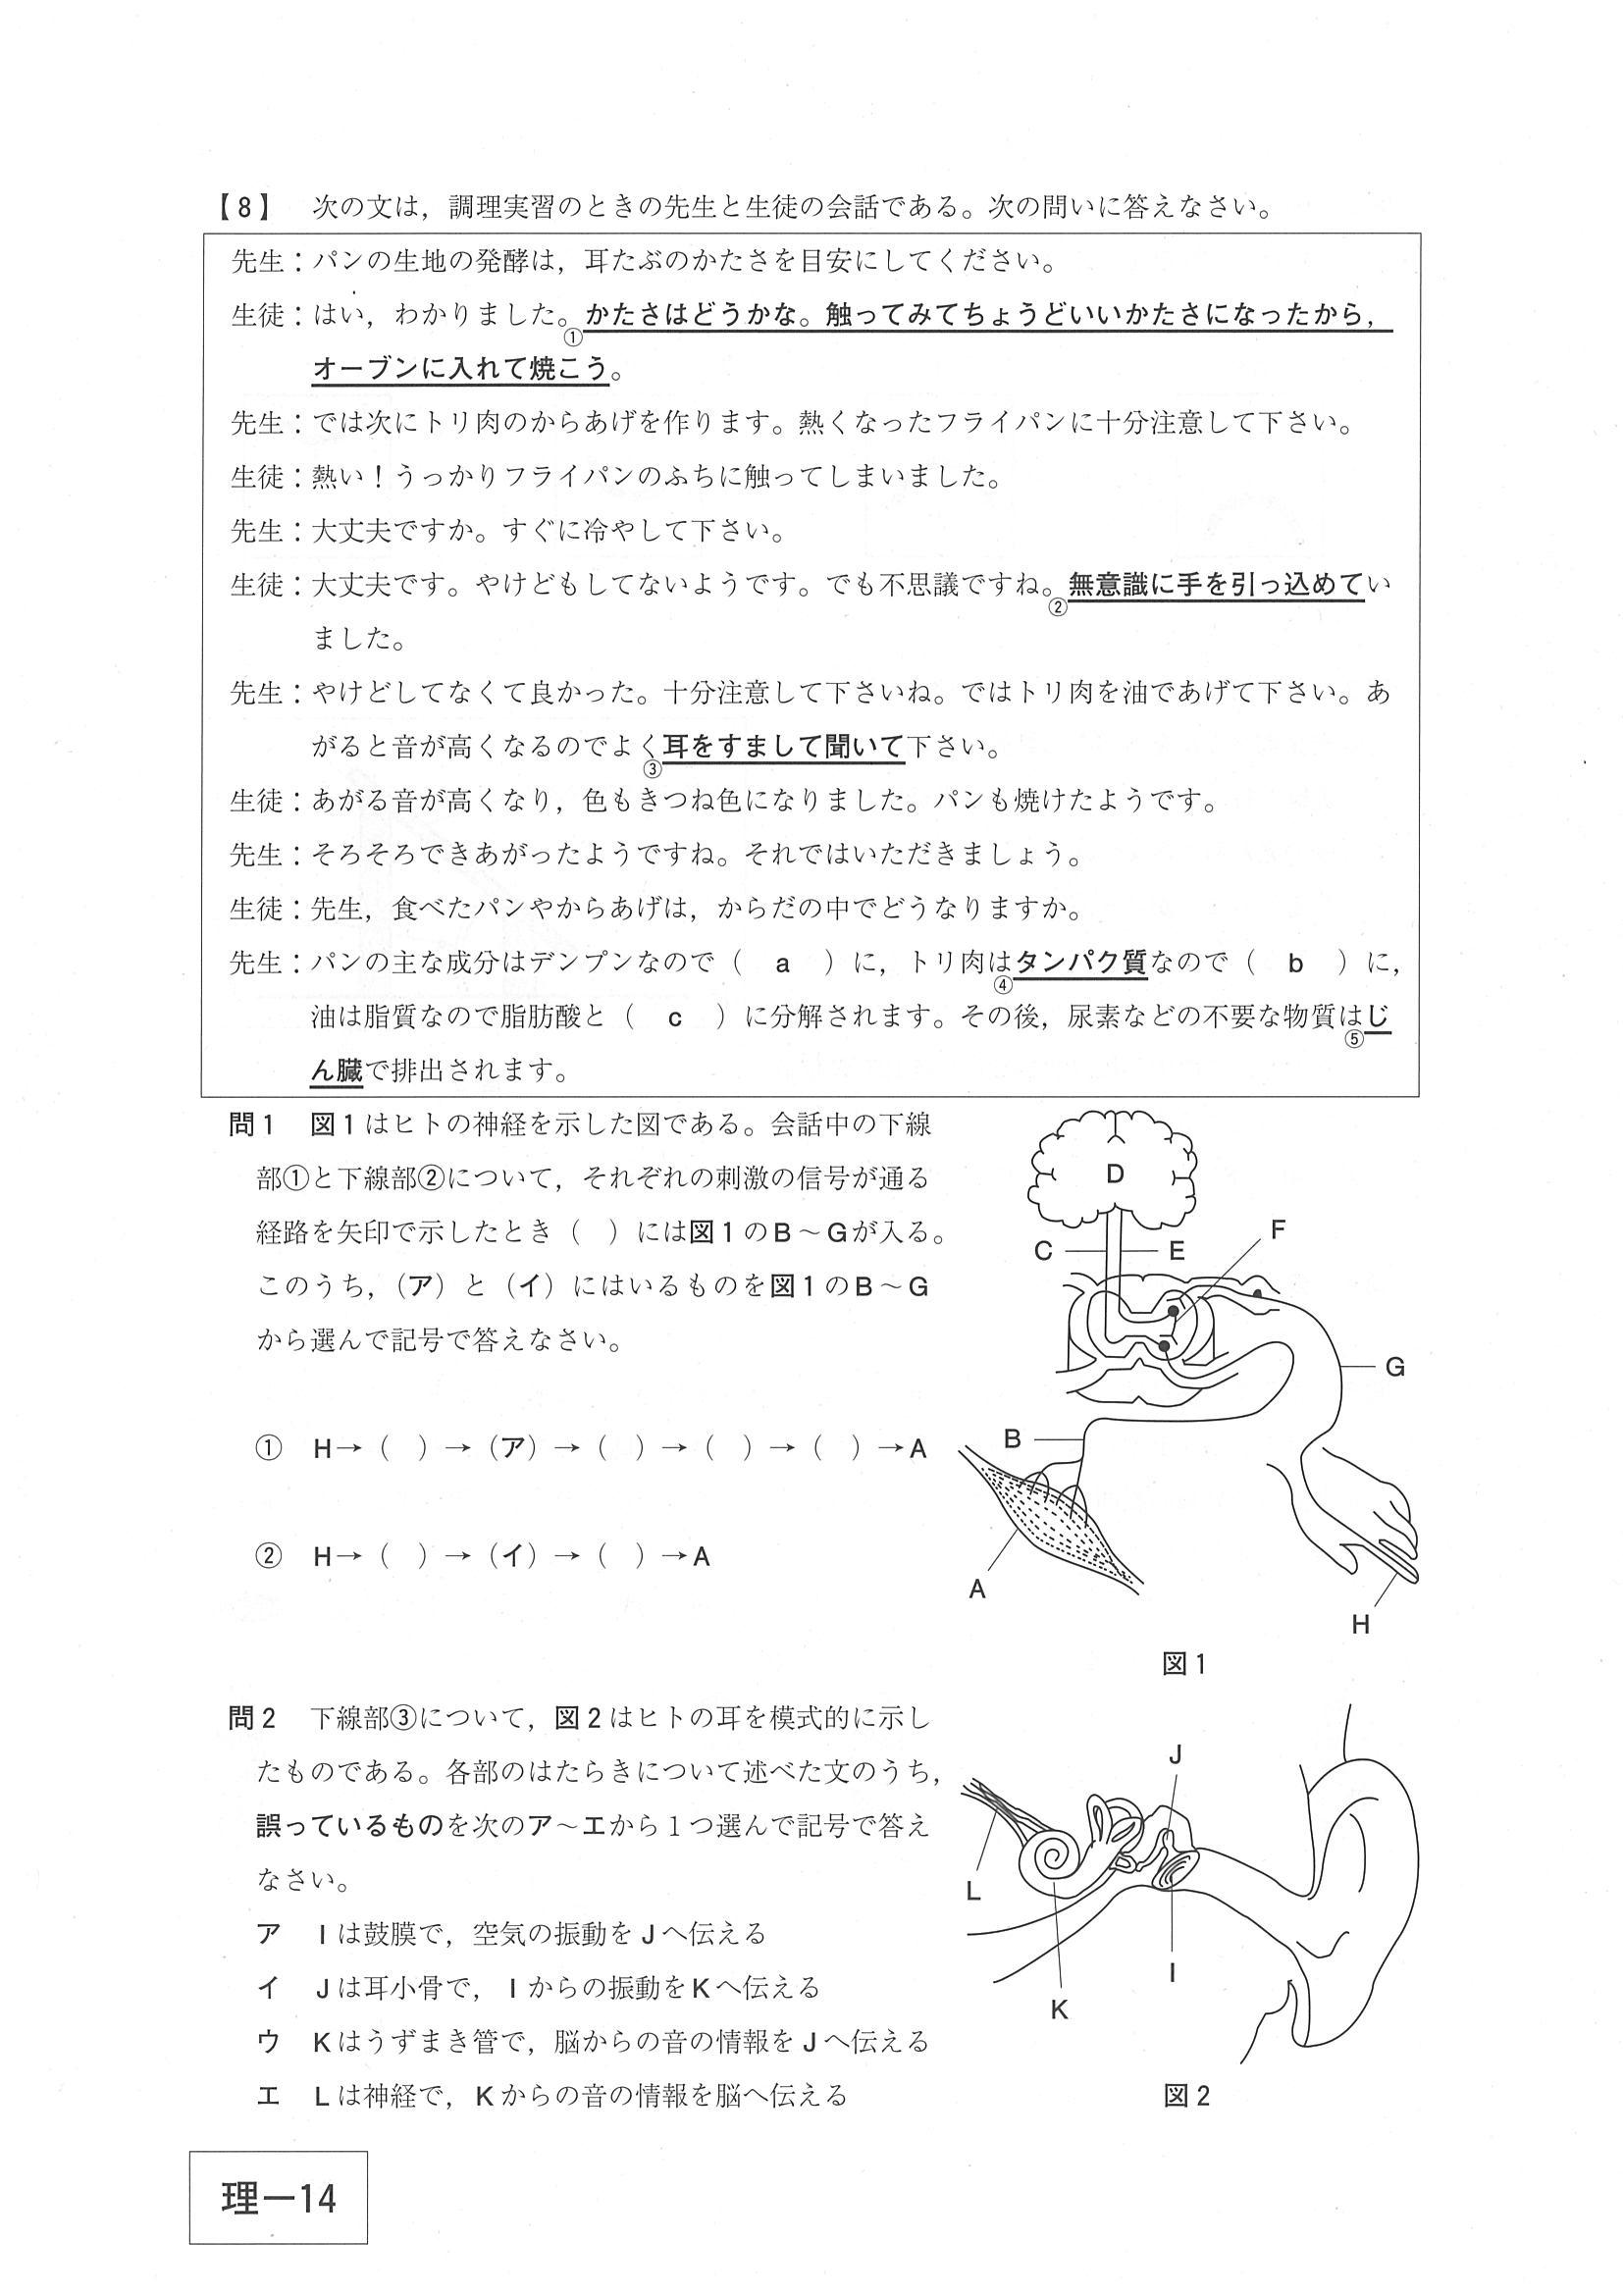 【8】 次の文は，調理実習のときの先生と生徒の会話である。次の問いに答えなさい。
先生：パンの生地の発酵は，耳たぶのかたさを目安にしてください。
生徒：はい，わかりました。①かたさはどうかな。触ってみてちょうどいいかたさになったから，
オーブンに入れて焼こう。
先生：では次にトリ肉のからあげを作ります。熱くなったフライパンに十分注意して下さい。
生徒：熱い！うっかりフライパンのふちに触ってしまいました。
先生：大丈夫ですか。すぐに冷やして下さい。
生徒：大丈夫です。やけどもしてないようです。でも不思議ですね。②無意識に手を引っ込めてい
ました。
先生：やけどしてなくて良かった。十分注意して下さいね。ではトリ肉を油であげて下さい。あ
がると音が高くなるのでよく③耳をすまして聞いて下さい。
生徒：あがる音が高くなり，色もきつね色になりました。パンも焼けたようです。
先生：そろそろできあがったようですね。それではいただきましょう。
生徒：先生，食べたパンやからあげは，からだの中でどうなりますか。
先生：パンの主な成分はデンプンなので（ a ）に，トリ肉は④タンパク質なので（ b ）に，
油は脂質なので脂肪酸と（ c ）に分解されます。その後，尿素などの不要な物質は⑤じ
ん臓で排出されます。
問1 図1はヒトの神経を示した図である。会話中の下線
部①と下線部②について，それぞれの刺激の信号が通る
経路を矢印で示したとき（ ）には図1のB～Gが入る。
このうち，（ア）と（イ）にはいるものを図1のB～G
から選んで記号で答えなさい。
① H→（ ）→（ア）→（ ）→（ ）→（ ）→A
② H→（ ）→（イ）→（ ）→A
D
F
C
E
G
B
A
H
図1
問2 下線部③について，図2はヒトの耳を模式的に示し
たものである。各部のはたらきについて述べた文のうち，
誤っているものを次のア～エから1つ選んで記号で答え
なさい。
ア Iは鼓膜で，空気の振動をJへ伝える
イ Jは耳小骨で，Iからの振動をKへ伝える
ウ Kはうずまき管で，脳からの音の情報をJへ伝える
エ Lは神経で，Kからの音の情報を脳へ伝える
J
L
I
K
図2
理－14